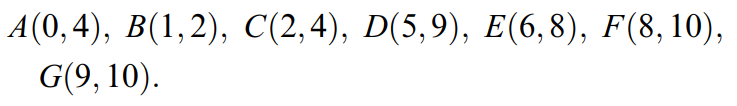 A(0,4), B(1,2), C(2,4), D(5,9), E(6,8), F(8,10),
G(9,10).